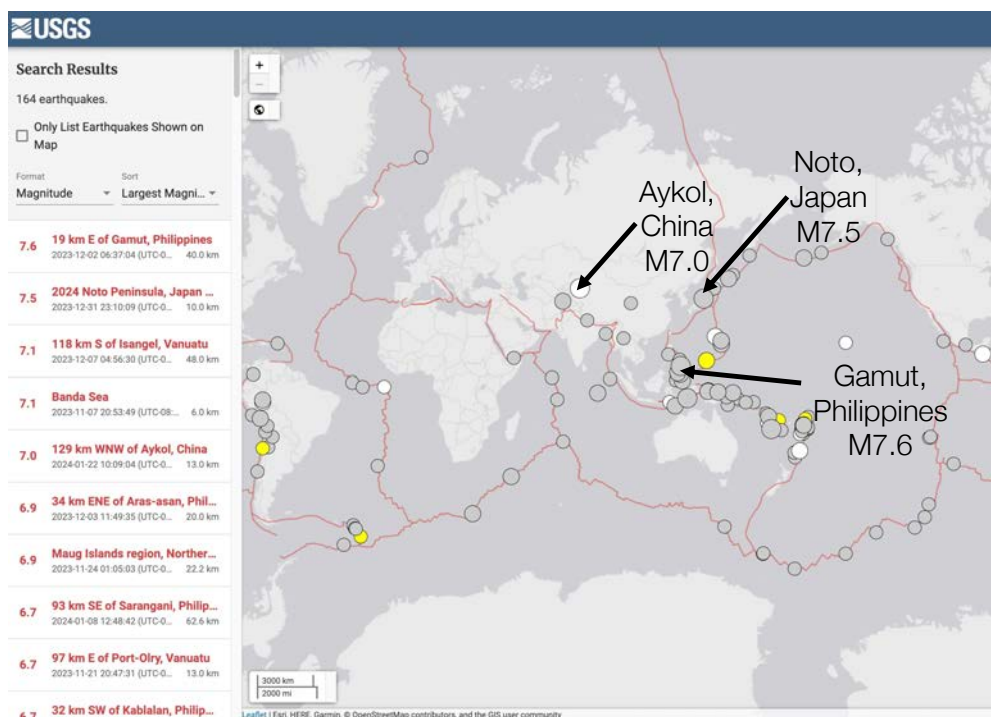 USGS
Search Results
164 earthquakes.
Only List Earthquakes Shown on
Map
Format
Magnitude
Sort
Largest Magni...
7.6
19 km E of Gamut, Philippines
2023-12-02 06:37:04 (UTC-0...
40.0 km
7.5
2024 Noto Peninsula, Japan ...
2023-12-31 23:10:09 (UTC-0...
10.0 km
7.1
118 km S of Isangel, Vanuatu
2023-12-07 04:56:30 (UTC-0...
48.0 km
7.1
Banda Sea
2023-11-07 20:53:49 (UTC-08:...
6.0 km
7.0
129 km WNW of Aykol, China
2024-01-22 10:09:04 (UTC-0...
13.0 km
6.9
34 km ENE of Aras-asan, Phil...
2023-12-03 11:49:35 (UTC-0...
20.0 km
6.9
Maug Islands region, Norther...
2023-11-24 01:05:03 (UTC-0...
22.2 km
6.7
93 km SE of Sarangani, Philip...
2024-01-08 12:48:42 (UTC-0...
62.6 km
6.7
97 km E of Port-Olry, Vanuatu
2023-11-21 20:47:31 (UTC-0...
13.0 km
6.7
32 km SW of Kablalan, Philip...
+
−
Aykol,
China
M7.0
Noto,
Japan
M7.5
Gamut,
Philippines
M7.6
3000 km
2000 mi
Leaflet | Esri, HERE, Garmin, © OpenStreetMap contributors, and the GIS user community